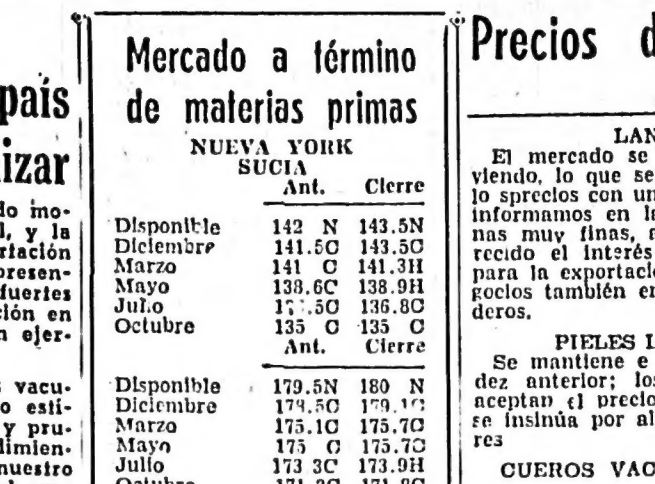 país
izar
do mo-
l, y la
rtación
presen-
fuertes
ción en
n ejer-
vacu-
o esti-
y pru-
dimien-
nuestro
Mercado a término
de materias primas
NUEVA YORK
SUCIA
Ant. Cierre
Disponible 142 N 143.5N
Diciembre 141.5C 143.5C
Marzo 141 C 141.3H
Mayo 138.6C 138.9H
Julio 136.8C
Octubre 135 C 135 C
Ant. Cierre
Disponible 179.5N 180 N
Diciembre
Marzo 175.1C 175.7C
Mayo 175 C 175.7C
Julio 173 3C 173.9H
Octubre
Precios d
LAN
El mercado se
viendo, lo que se
lo sprecios con un
informamos en la
nas muy finas, a
recido el interés
para la exportació
gocios también en
deros.
PIELES L
Se mantiene e
dez anterior; los
aceptan el precio
se insinúa por al
res
CUEROS VAC